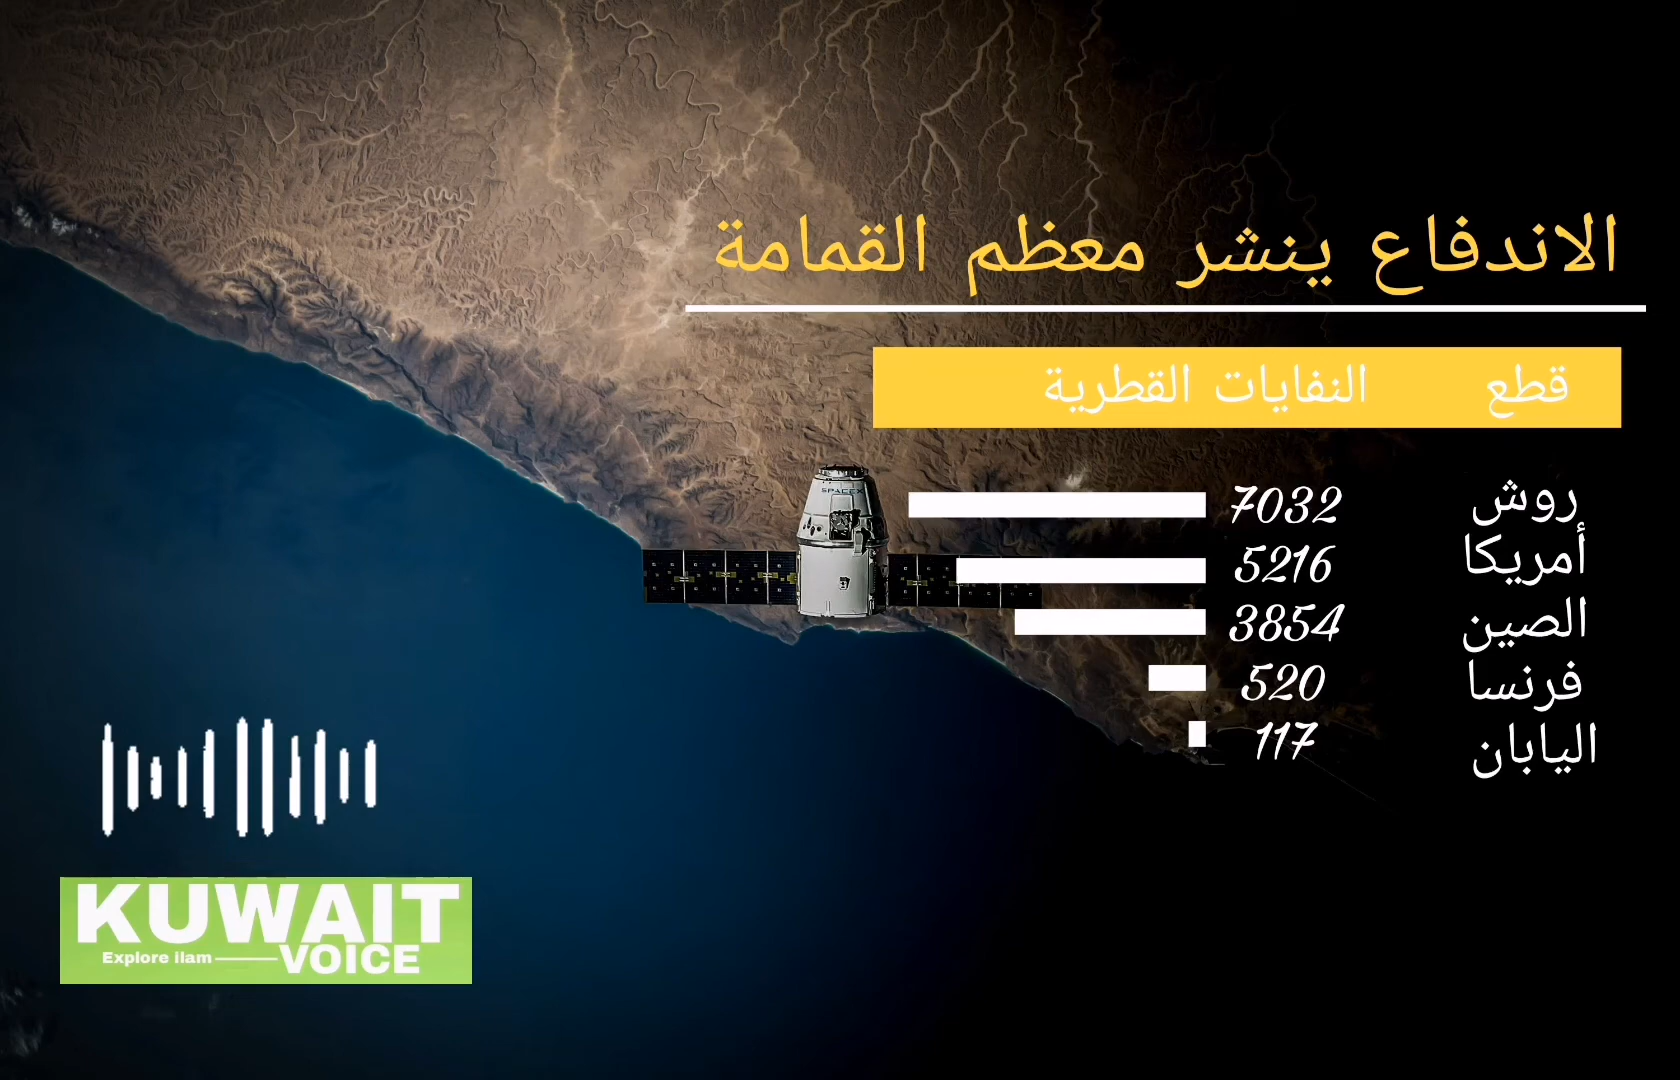 الاندفاع ينشر معظم القمامة
قطع النفايات القطرية
روش 7032
أمريكا 5216
الصين 3854
فرنسا 520
اليابان 117
SPACEX
KUWAIT
Explore ilam VOICE